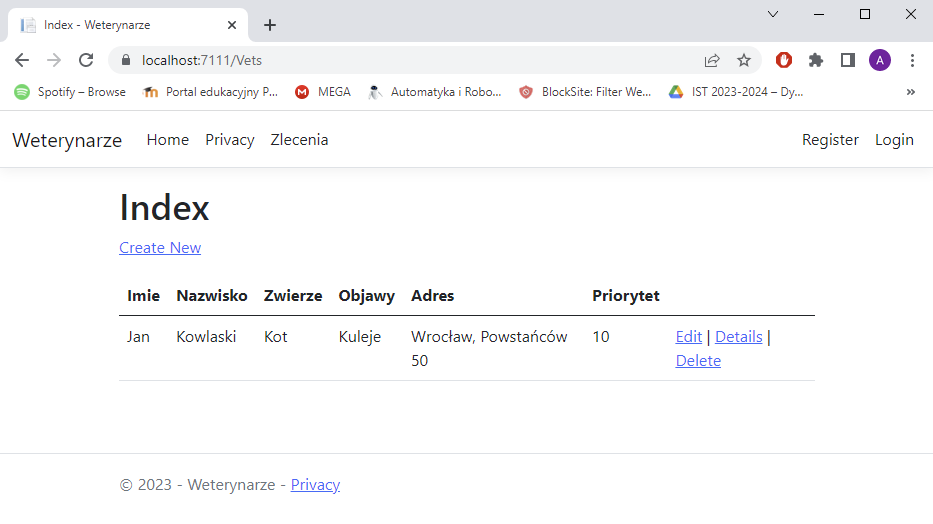 Index - Weterynarze
localhost:7111/Vets
A
Spotify – Browse
Portal edukacyjny P...
MEGA
Automatyka i Robo...
BlockSite: Filter We...
IST 2023-2024 – Dy...
»
Weterynarze Home Privacy Zlecenia Register Login
Index
Create New
Imie Nazwisko Zwierze Objawy Adres Priorytet
Jan Kowlaski Kot Kuleje Wrocław, Powstańców 10 Edit | Details |
50 Delete
© 2023 - Weterynarze - Privacy